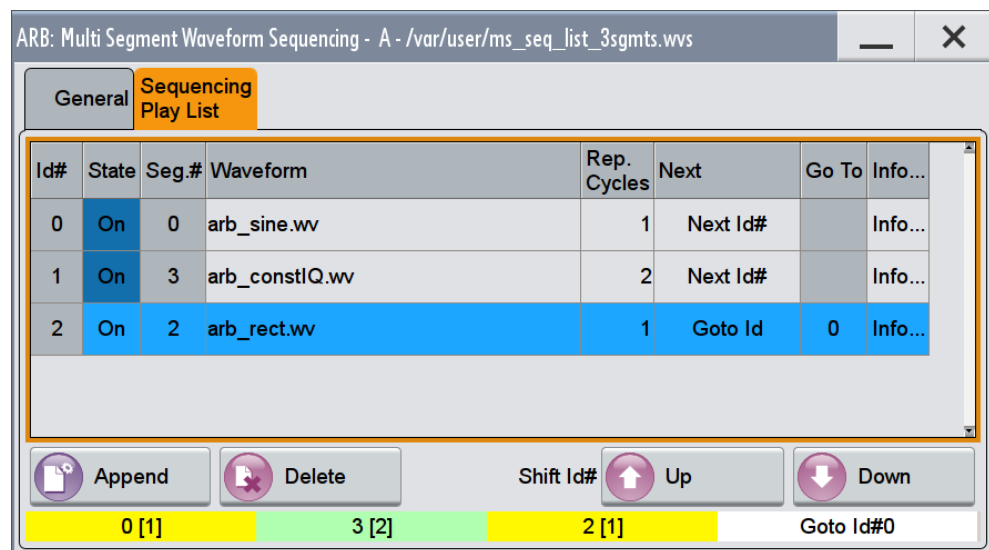 ARB: Multi Segment Waveform Sequencing - A - /var/user/ms_seq_list_3sgmts.wvs
General
Sequencing
Play List
Id# State Seg.# Waveform Rep. Cycles Next Go To Info...
0 On 0 arb_sine.wv 1 Next Id# Info...
1 On 3 arb_constIQ.wv 2 Next Id# Info...
2 On 2 arb_rect.wv 1 Goto Id 0 Info...
Append Delete Shift Id# Up Down
0 [1] 3 [2] 2 [1] Goto Id#0